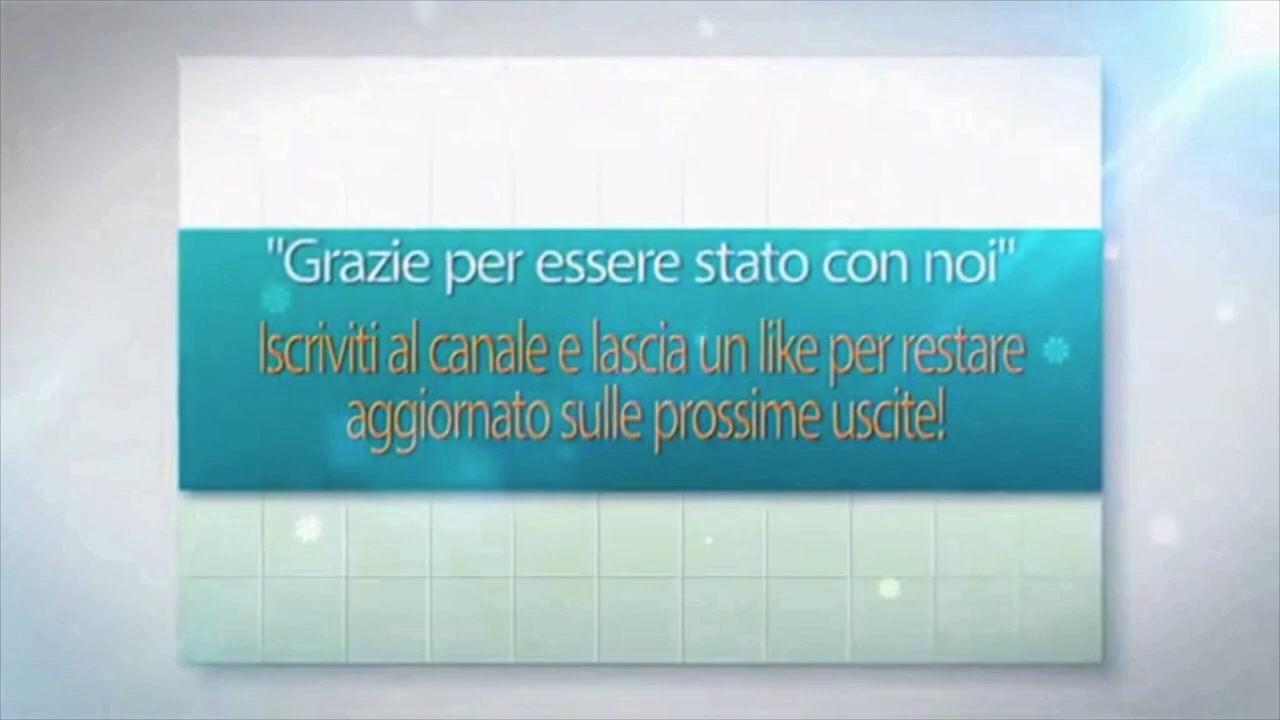 "Grazie per essere stato con noi"
Iscriviti al canale e lascia un like per restare
aggiornato sulle prossime uscite!